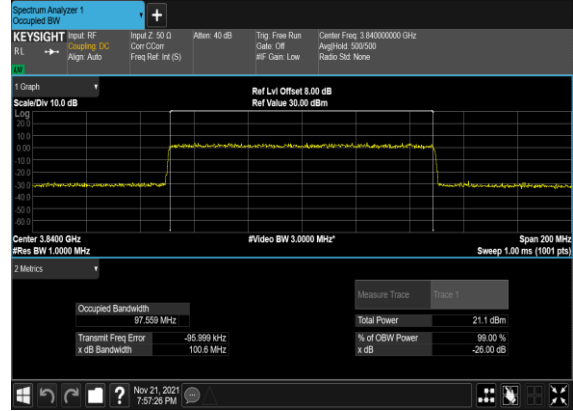 Spectrum Analyzer 1
Occupied BW
+
KEYSIGHT Input: RF Input Z: 50 Ω Atten: 40 dB Trig: Free Run Center Freq: 3.840000000 GHz
RL Coupling: DC Corr CCorr Gate: Off Avg|Hold: 500/500
Align: Auto Freq Ref: Int (S) #IF Gain: Low Radio Std: None
1 Graph
Ref Lvl Offset 8.00 dB
Scale/Div 10.0 dB Ref Value 30.00 dBm
Log
20.0
10.0
0.00
-10.0
-20.0
-30.0
-40.0
-50.0
-60.0
Center 3.8400 GHz #Video BW 3.0000 MHz* Span 200 MHz
#Res BW 1.0000 MHz Sweep 1.00 ms (1001 pts)
2 Metrics
Measure Trace Trace 1
Occupied Bandwidth
97.559 MHz Total Power 21.1 dBm
Transmit Freq Error -95.999 kHz % of OBW Power 99.00 %
x dB Bandwidth 100.6 MHz x dB -26.00 dB
? Nov 21, 2021
7:57:26 PM